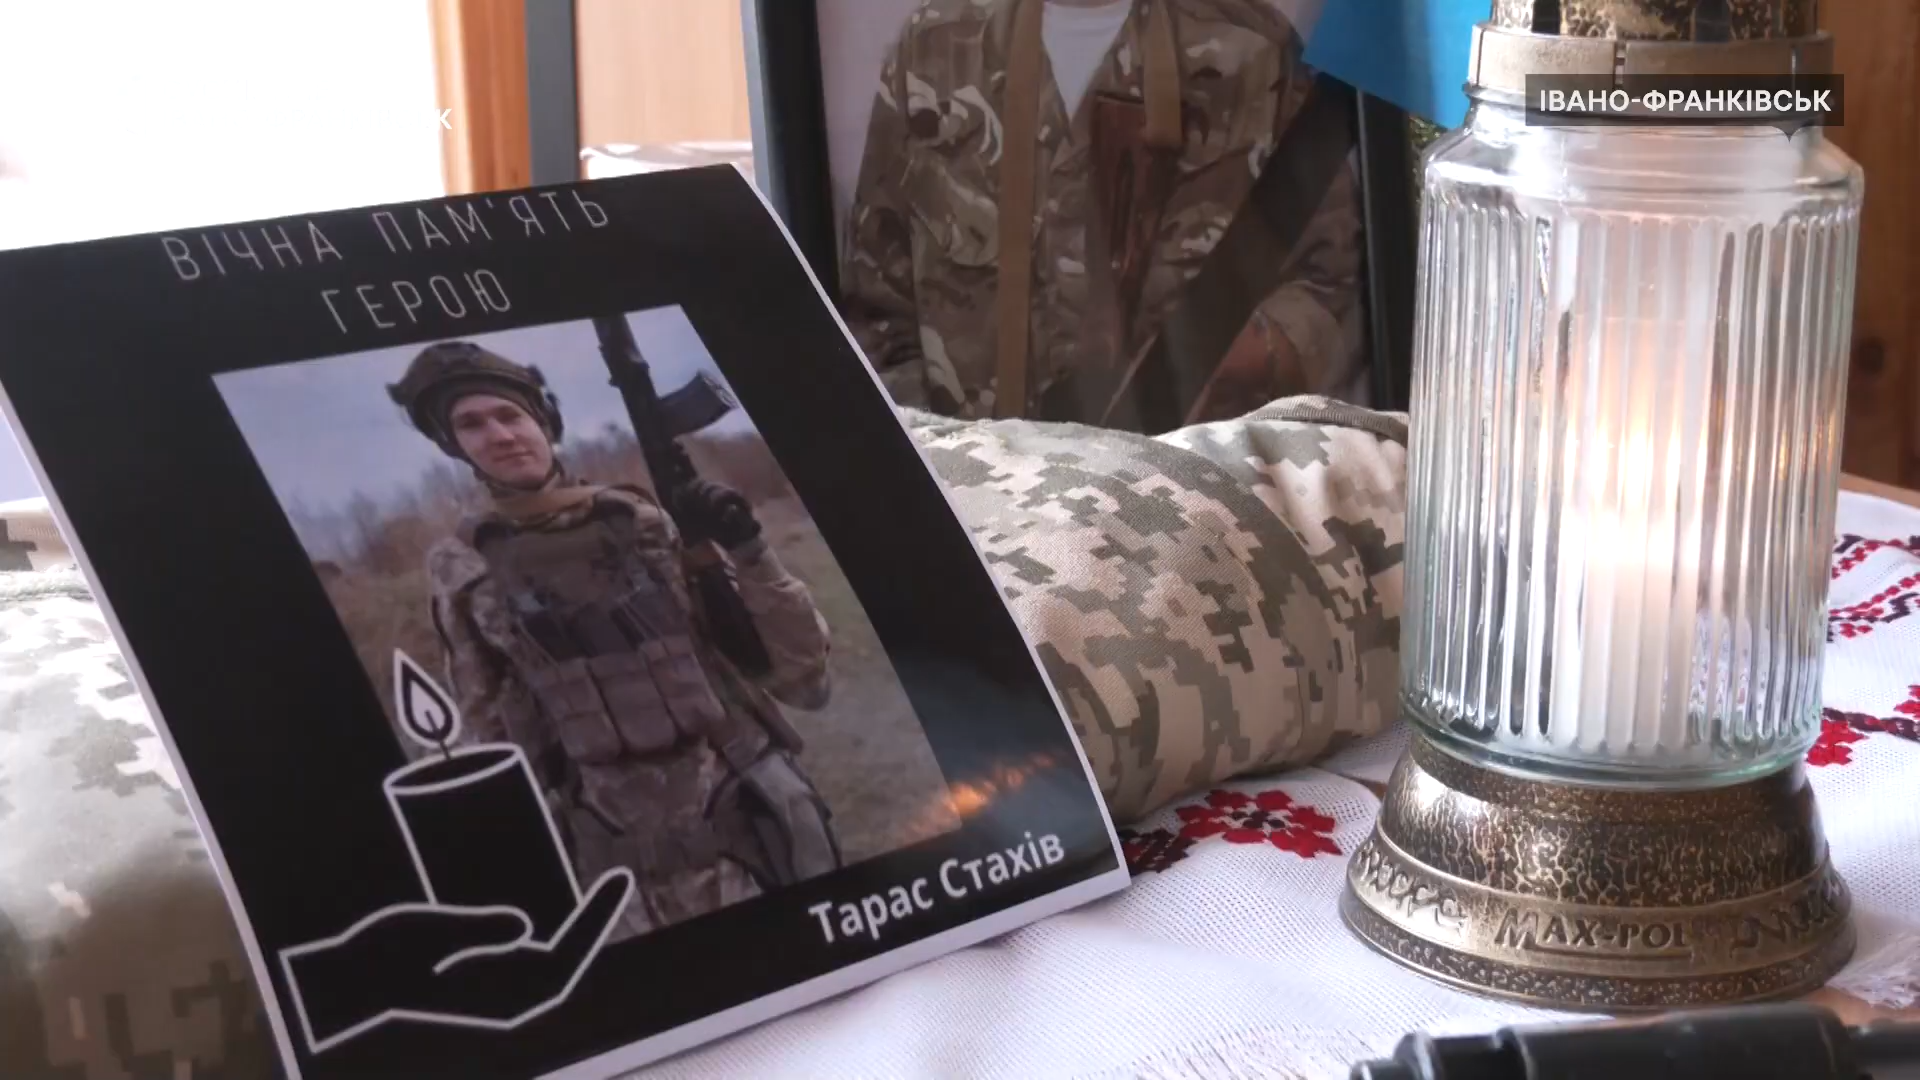 ІВАНО-ФРАНКІВСЬК
ВІЧНА ПАМ'ЯТЬ
ГЕРОЮ
Тарас Стахів
MAX-POL